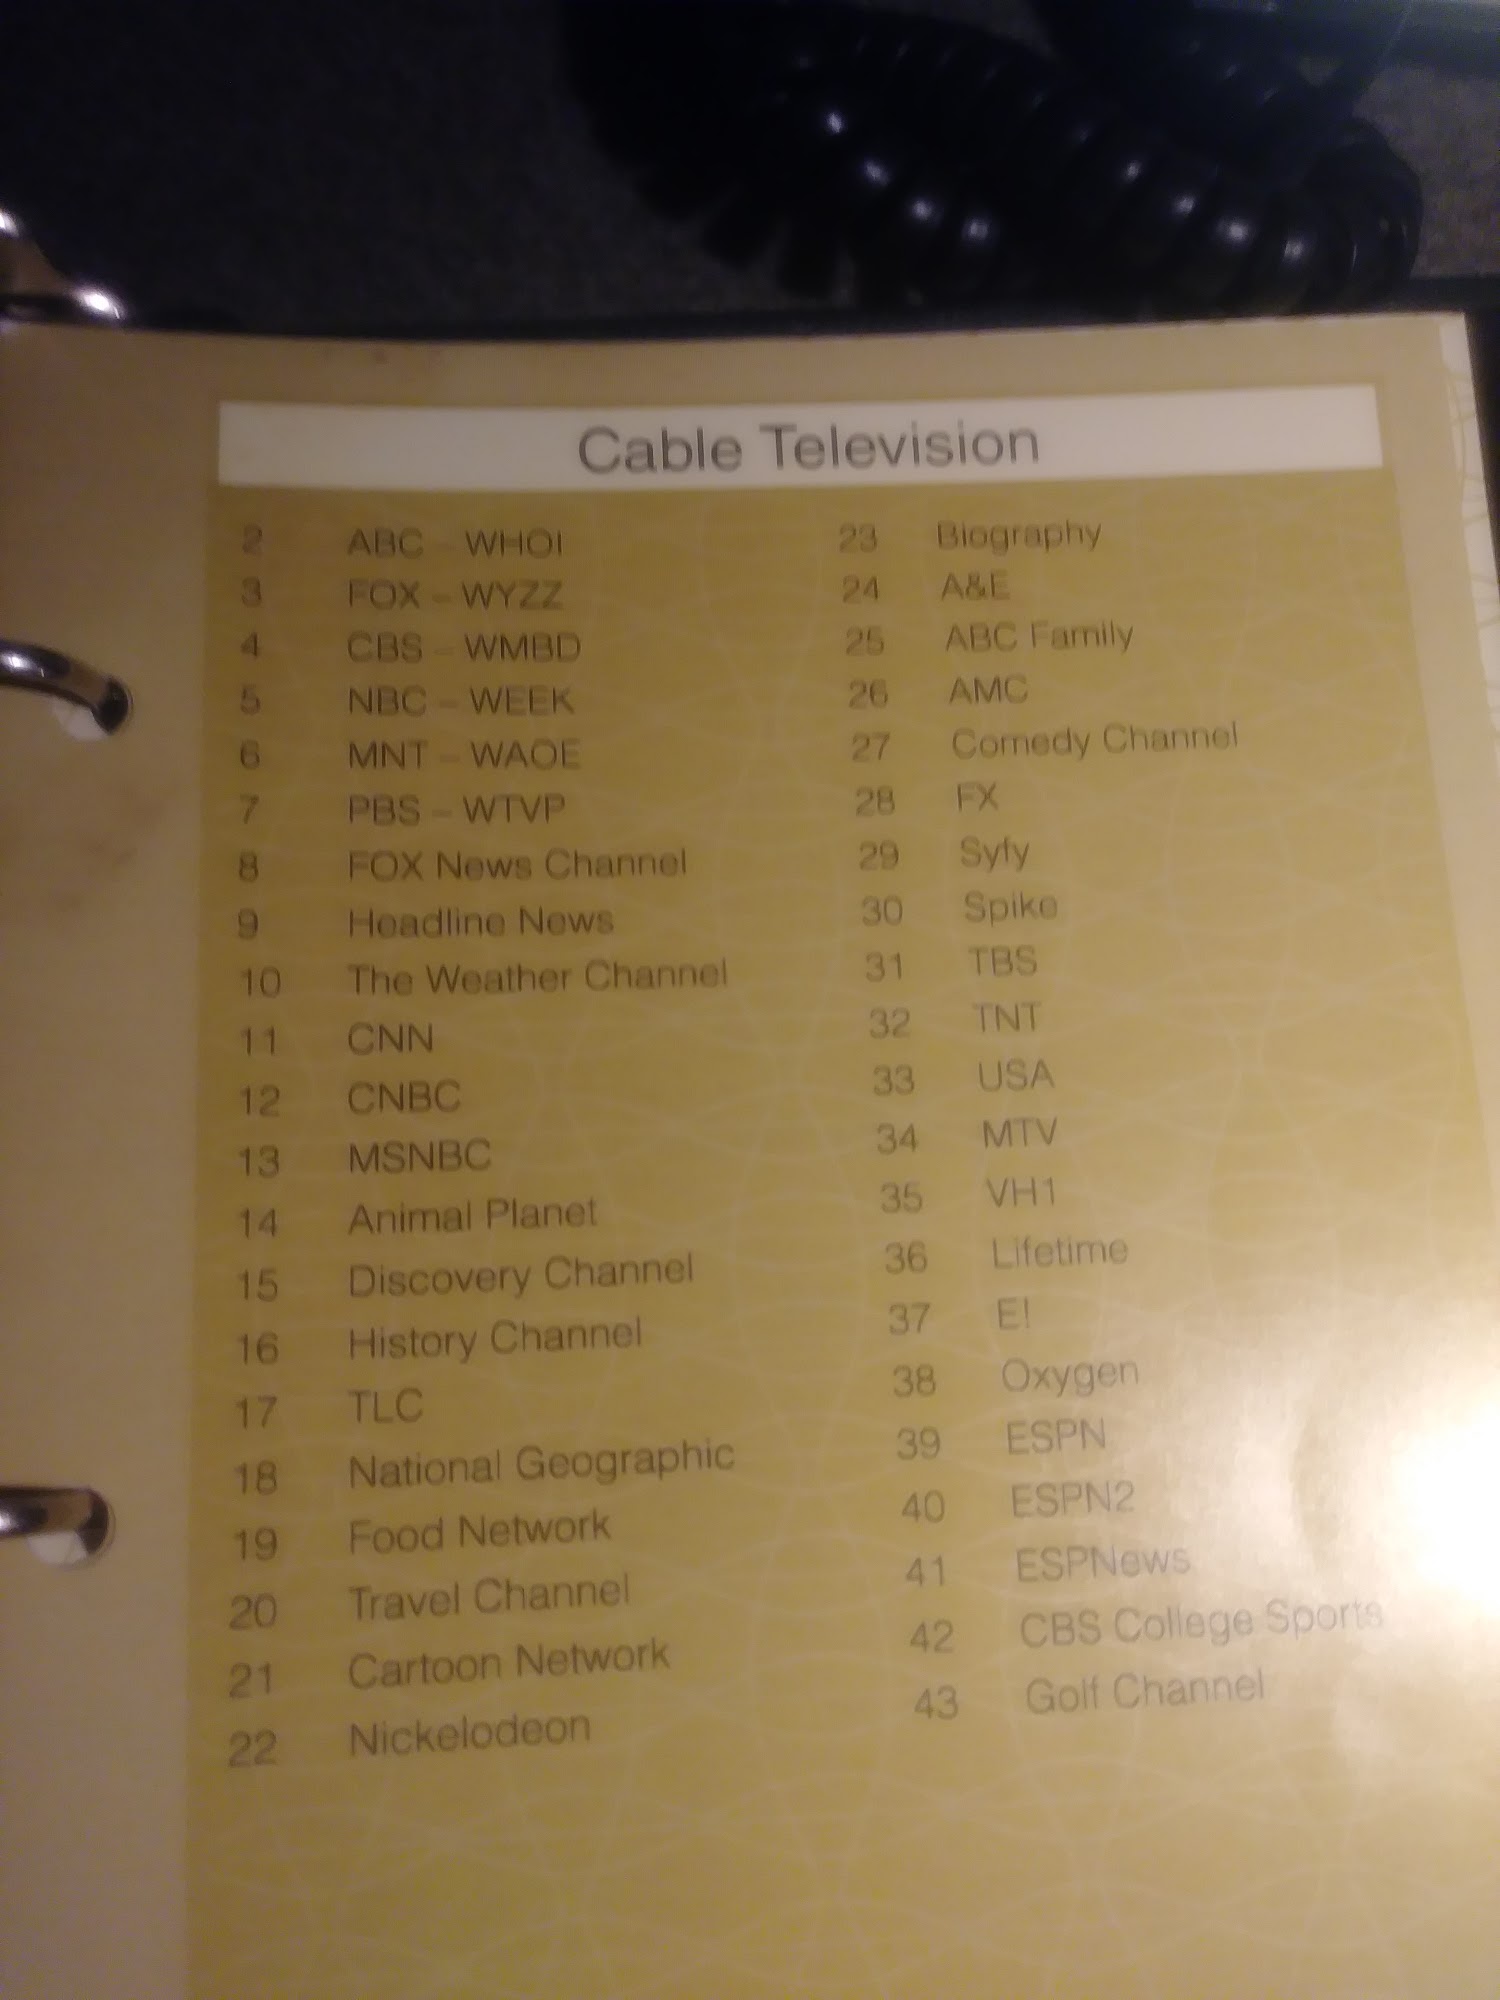 Cable Television
2 ABC - WHOI
3 FOX - WYZZ
4 CBS - WMBD
5 NBC - WEEK
6 MNT - WAOE
7 PBS - WTVP
8 FOX News Channel
9 Headline News
10 The Weather Channel
11 CNN
12 CNBC
13 MSNBC
14 Animal Planet
15 Discovery Channel
16 History Channel
17 TLC
18 National Geographic
19 Food Network
20 Travel Channel
21 Cartoon Network
22 Nickelodeon
23 Biography
24 A&E
25 ABC Family
26 AMC
27 Comedy Channel
28 FX
29 Syfy
30 Spike
31 TBS
32 TNT
33 USA
34 MTV
35 VH1
36 Lifetime
37 E!
38 Oxygen
39 ESPN
40 ESPN2
41 ESPNews
42 CBS College Sports
43 Golf Channel